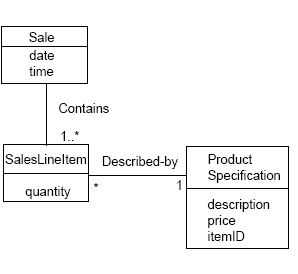 Sale
date
time
Contains
1..*
SalesLineItem
quantity
Described-by
*
1
Product
Specification
description
price
itemID